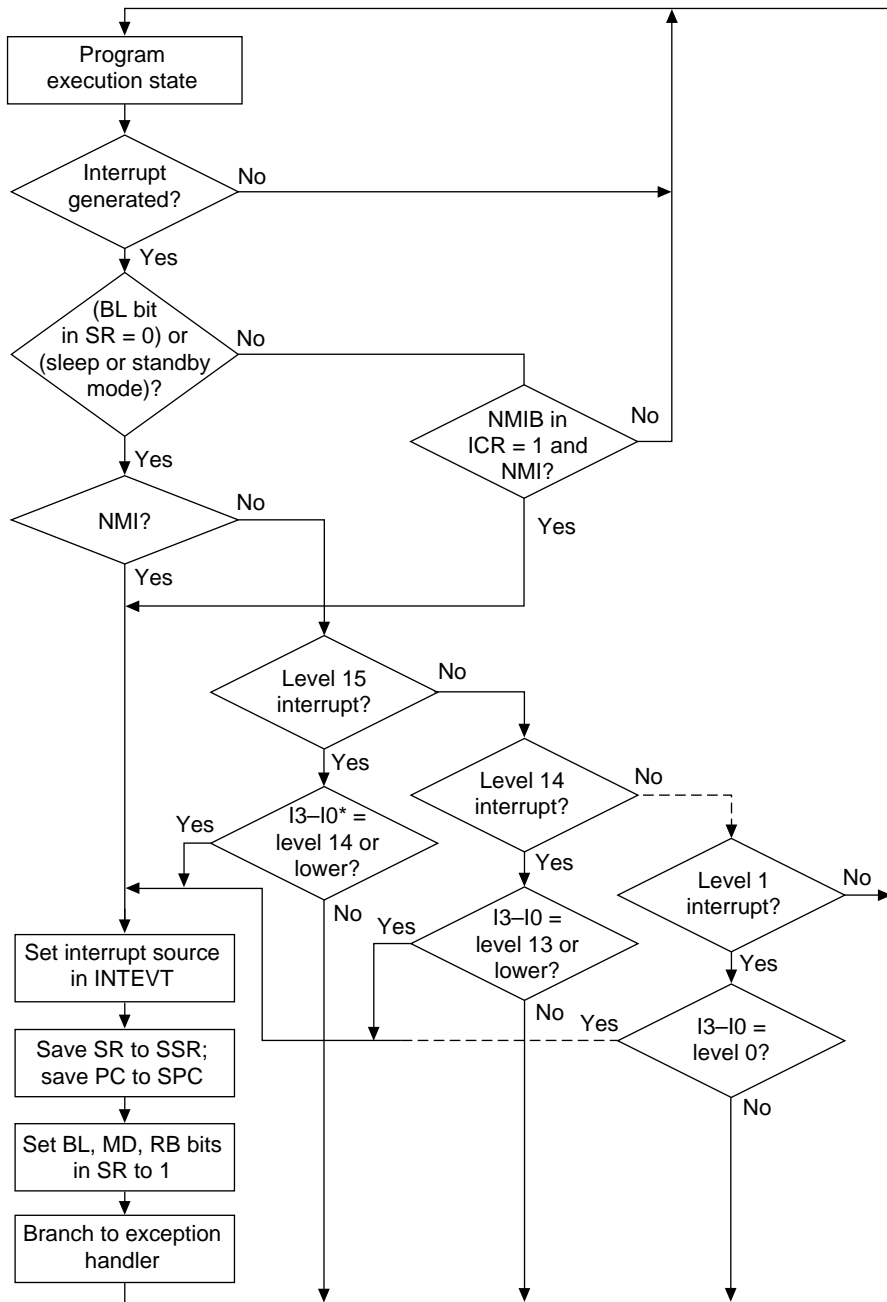 Program
execution state
Interrupt
generated?
No
Yes
(BL bit
in SR = 0) or
(sleep or standby
mode)?
No
Yes
NMIB in
ICR = 1 and
NMI?
No
Yes
NMI?
No
Yes
Level 15
interrupt?
No
Yes
Level 14
interrupt?
No
Yes
I3–I0* =
level 14 or
lower?
Yes
No
Level 1
interrupt?
No
Yes
I3–I0 =
level 13 or
lower?
Yes
No
I3–I0 =
level 0?
Yes
No
Set interrupt source
in INTEVT
Save SR to SSR;
save PC to SPC
Set BL, MD, RB bits
in SR to 1
Branch to exception
handler